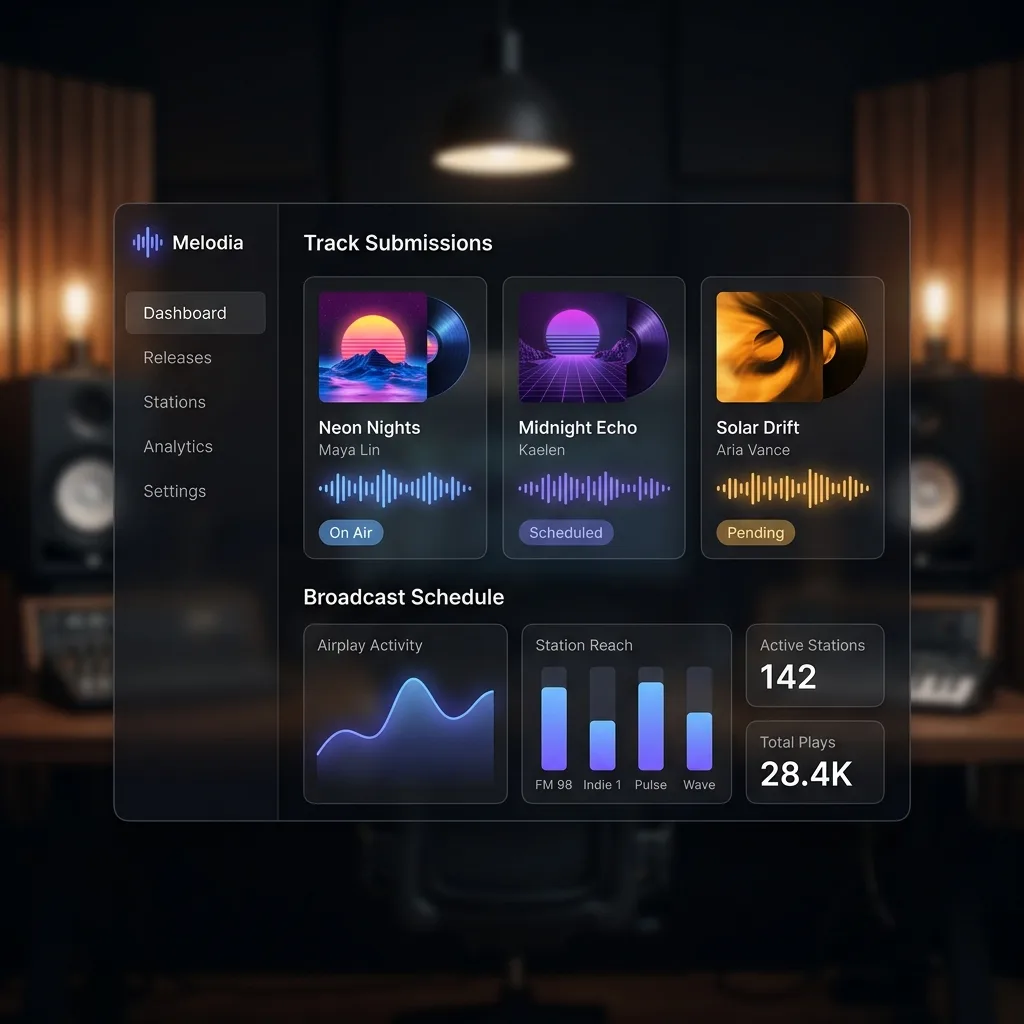 Melodia
Dashboard
Releases
Stations
Analytics
Settings
Track Submissions
Neon Nights
Maya Lin
On Air
Midnight Echo
Kaelen
Scheduled
Solar Drift
Aria Vance
Pending
Broadcast Schedule
Airplay Activity
Station Reach
FM 98 Indie 1 Pulse Wave
Active Stations
142
Total Plays
28.4K